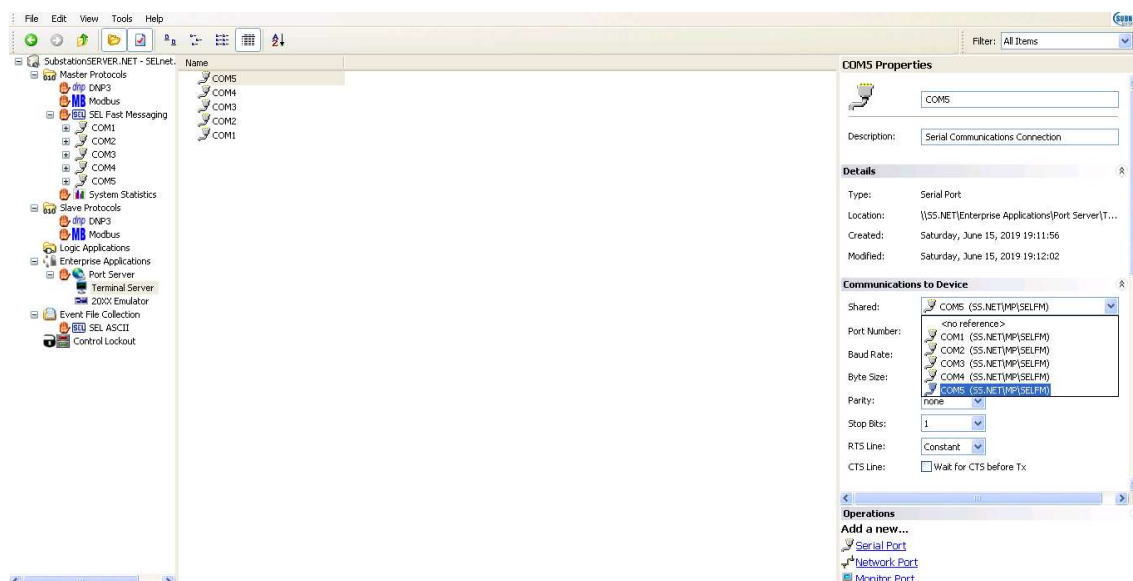 File Edit View Tools Help
Filter: All Items
SubstationSERVER.NET - SELnet.
Master Protocols
dnp DNP3
MB Modbus
SEL SEL Fast Messaging
COM1
COM2
COM3
COM4
COM5
System Statistics
Slave Protocols
dnp DNP3
MB Modbus
Logic Applications
Enterprise Applications
Port Server
Terminal Server
20XX Emulator
Event File Collection
SEL SEL ASCII
Control Lockout
Name
COM5
COM4
COM3
COM2
COM1
COM5 Properties
COM5
Description: Serial Communications Connection
Details
Type: Serial Port
Location: \\SS.NET\Enterprise Applications\Port Server\T...
Created: Saturday, June 15, 2019 19:11:56
Modified: Saturday, June 15, 2019 19:12:02
Communications to Device
Shared: COM5 (SS.NET\MP\SELFM)
<no reference>
Port Number: COM1 (SS.NET\MP\SELFM)
COM2 (SS.NET\MP\SELFM)
Baud Rate: COM3 (SS.NET\MP\SELFM)
Byte Size: COM4 (SS.NET\MP\SELFM)
COM5 (SS.NET\MP\SELFM)
Parity: none
Stop Bits: 1
RTS Line: Constant
CTS Line: Wait for CTS before Tx
Operations
Add a new...
Serial Port
Network Port
Monitor Port